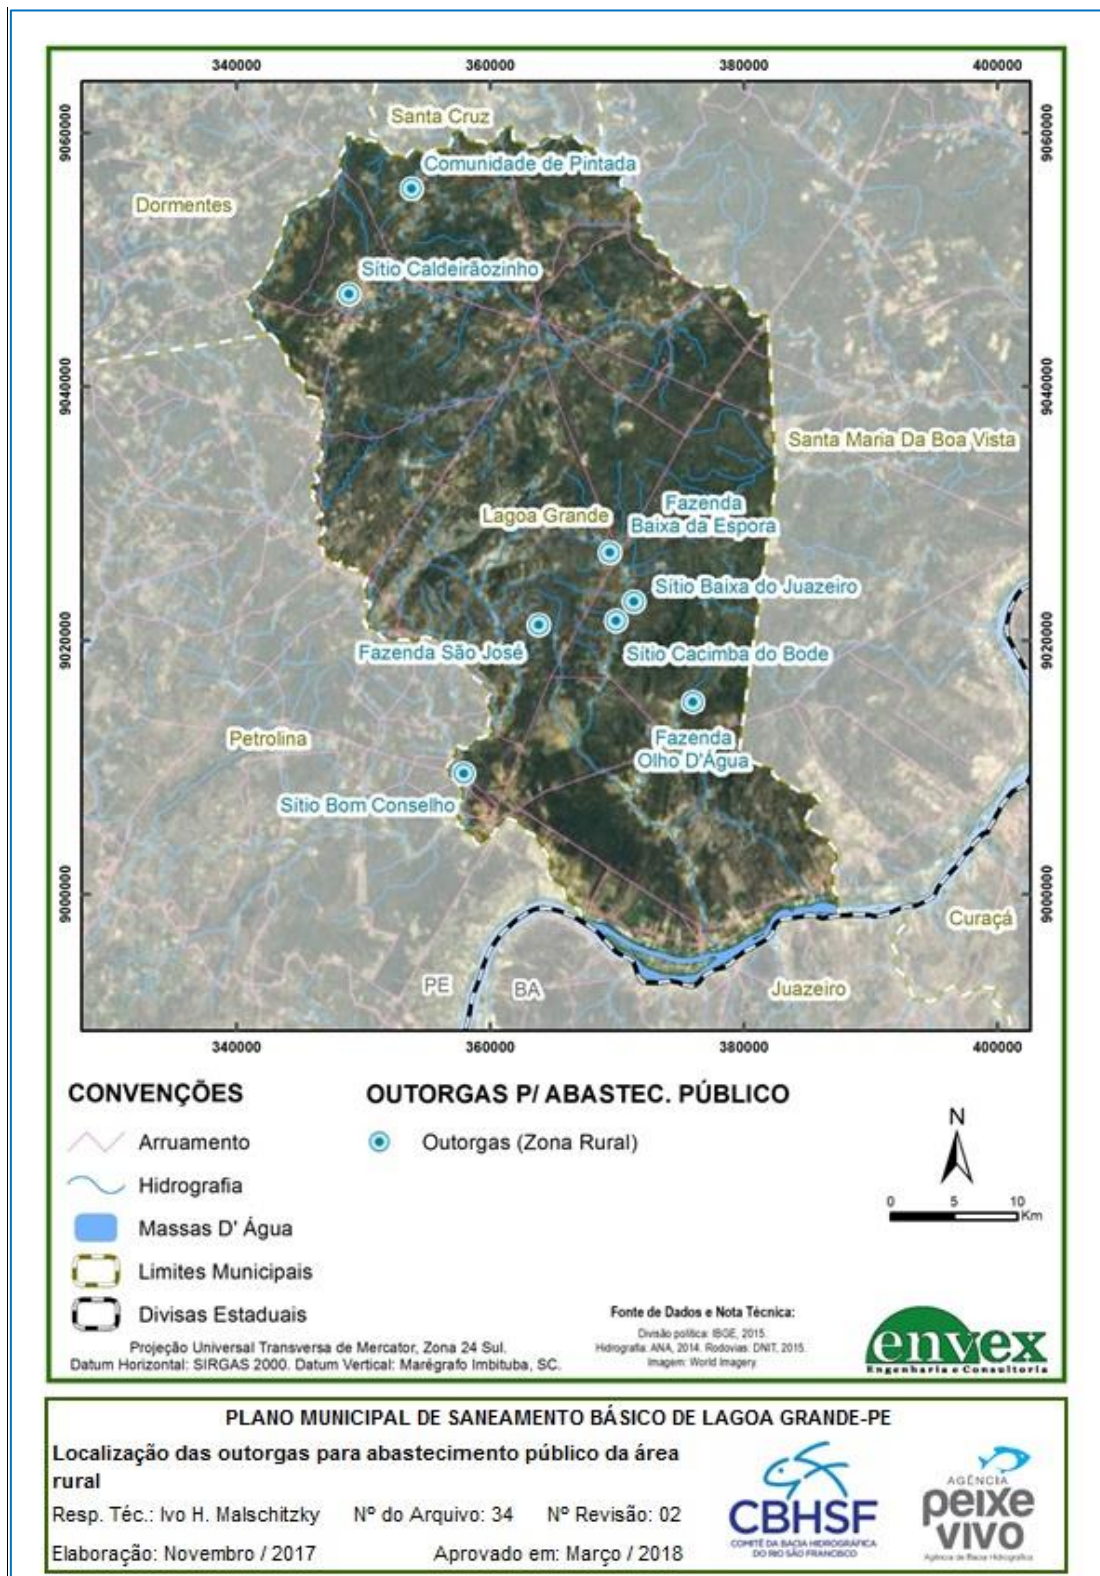 340000 360000 380000 400000
9060000
9060000
Santa Cruz
Comunidade de Pintada
Dormentes
Sítio Caldeirãozinho
9040000
9040000
Santa Maria Da Boa Vista
Fazenda
Lagoa Grande
Baixa da Espora
Sítio Baixa do Juazeiro
9020000
9020000
Fazenda São José
Sítio Cacimba do Bode
Petrolina
Fazenda
Olho D'Água
Sítio Bom Conselho
9000000
9000000
Curaçá
PE
BA
Juazeiro
340000 360000 380000 400000
CONVENÇÕES
Arruamento
Hidrografia
Massas D' Água
Limites Municipais
Divisas Estaduais
OUTORGAS P/ ABASTEC. PÚBLICO
Outorgas (Zona Rural)
N
0 5 10
Km
Projeção Universal Transversa de Mercator, Zona 24 Sul.
Datum Horizontal: SIRGAS 2000. Datum Vertical: Marégrafo Imbituba, SC.
Fonte de Dados e Nota Técnica:
Divisão política: IBGE, 2015.
Hidrografia: ANA, 2014. Rodovias: DNIT, 2015.
Imagem: World Imagery.
envex
Engenharia e Consultoria
PLANO MUNICIPAL DE SANEAMENTO BÁSICO DE LAGOA GRANDE-PE
Localização das outorgas para abastecimento público da área
rural
Resp. Téc.: Ivo H. Malschitzky Nº do Arquivo: 34 Nº Revisão: 02
Elaboração: Novembro / 2017 Aprovado em: Março / 2018
CBHSF
COMITÊ DA BACIA HIDROGRÁFICA
DO RIO SÃO FRANCISCO
AGÊNCIA
peixe
vivo
Agência de Bacia Hidrográfica